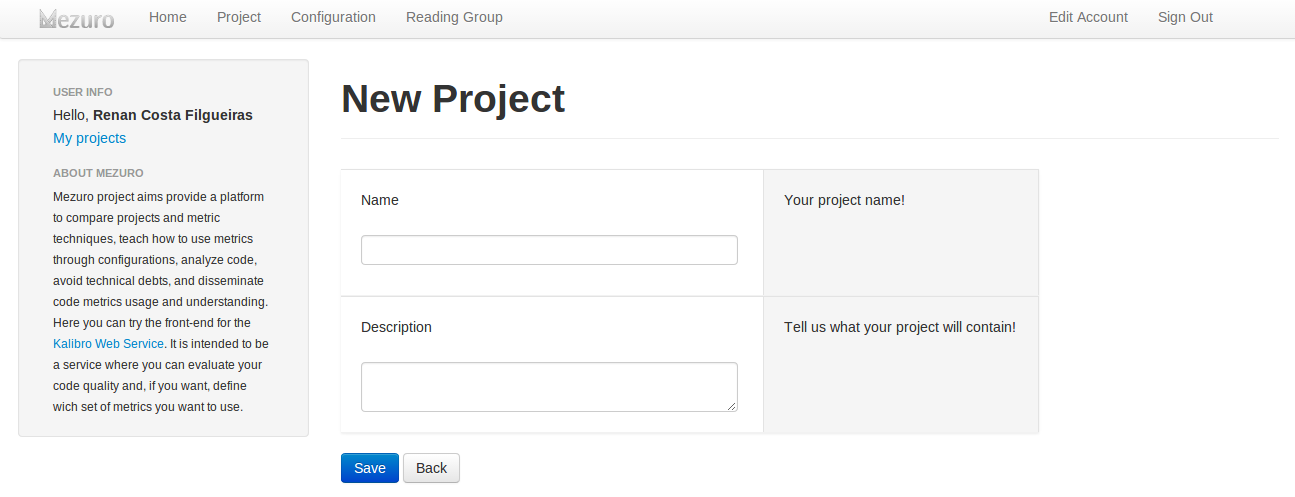 Mezuro Home Project Configuration Reading Group Edit Account Sign Out
USER INFO
Hello, Renan Costa Filgueiras
My projects
ABOUT MEZURO
Mezuro project aims provide a platform
to compare projects and metric
techniques, teach how to use metrics
through configurations, analyze code,
avoid technical debts, and disseminate
code metrics usage and understanding.
Here you can try the front-end for the
Kalibro Web Service. It is intended to be
a service where you can evaluate your
code quality and, if you want, define
wich set of metrics you want to use.
New Project
Name
Your project name!
Description
Tell us what your project will contain!
Save Back